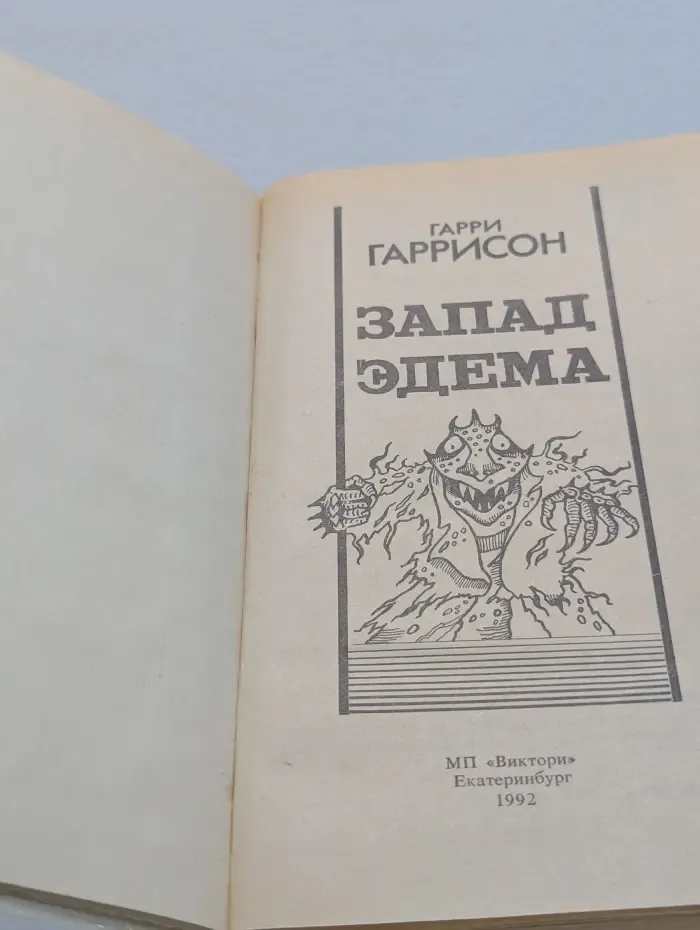 ГАРРИ
ГАРРИСОН
ЗАПАД
ЭДЕМА
МП «Виктори»
Екатеринбург
1992